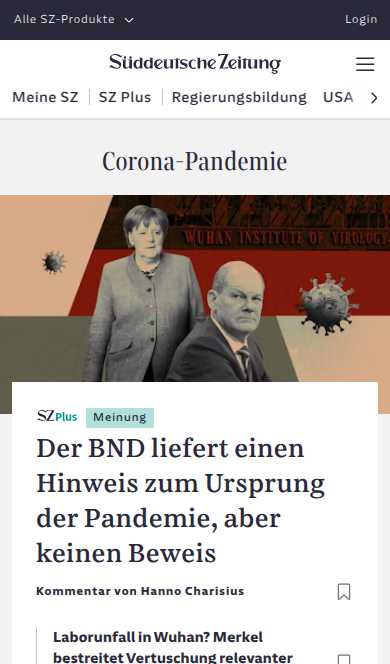 Alle SZ-Produkte
Login
Süddeutsche Zeitung
Meine SZ
SZ Plus
Regierungsbildung
USA
Corona-Pandemie
WUHAN INSTITUTE OF VIROLOGY
SZ Plus
Meinung
Der BND liefert einen
Hinweis zum Ursprung
der Pandemie, aber
keinen Beweis
Kommentar von Hanno Charisius
Laborunfall in Wuhan? Merkel
bestreitet Vertuschung relevanter